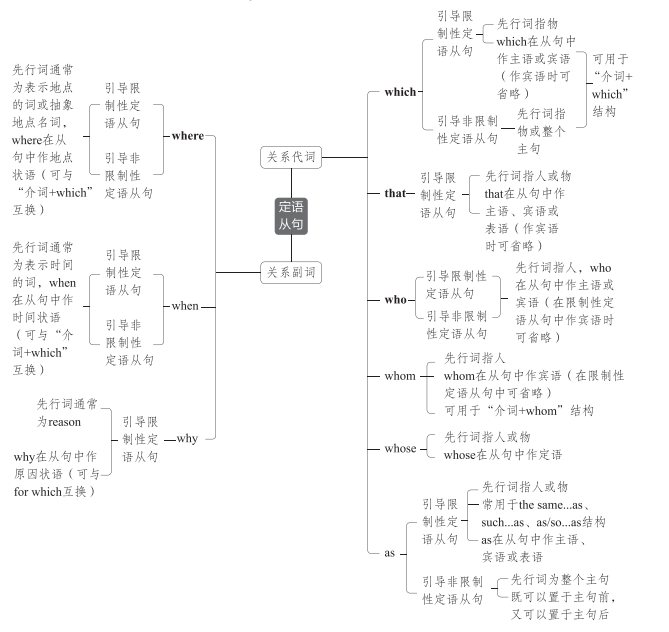 定语
从句
关系代词
which
引导限
制性定
语从句
先行词指物
which在从句中
作主语或宾语
（作宾语时可
省略）
引导非限制
性定语从句
先行词指
物或整个
主句
可用于
“介词+
which”
结构
that
引导限
制性定
语从句
先行词指人或物
that在从句中作
主语、宾语或
表语（作宾语
时可省略）
who
引导限制性
定语从句
引导非限制
性定语从句
先行词指人，who
在从句中作主语或
宾语（在限制性定
语从句中作宾语时
可省略）
whom
先行词指人
whom在从句中作宾语（在限制性
定语从句中可省略）
可用于“介词+whom”结构
whose
先行词指人或物
whose在从句中作定语
as
引导限
制性定
语从句
先行词指人或物
常用于the same...as、
such...as、as/so...as结构
as在从句中作主语、
宾语或表语
引导非限制
性定语从句
先行词为整个主句
既可以置于主句前，
又可以置于主句后
关系副词
where
引导限
制性定
语从句
引导非
限制性
定语从句
先行词通常
为表示地点
的词或抽象
地点名词，
where在从
句中作地点
状语（可与
“介词+which”
互换）
when
引导限
制性定
语从句
引导非
限制性
定语从句
先行词通常
为表示时间
的词，when
在从句中作
时间状语
（可与“介
词+which”
互换）
why
引导限
制性定
语从句
先行词通常
为reason
why在从句中作
原因状语（可与
for which互换）